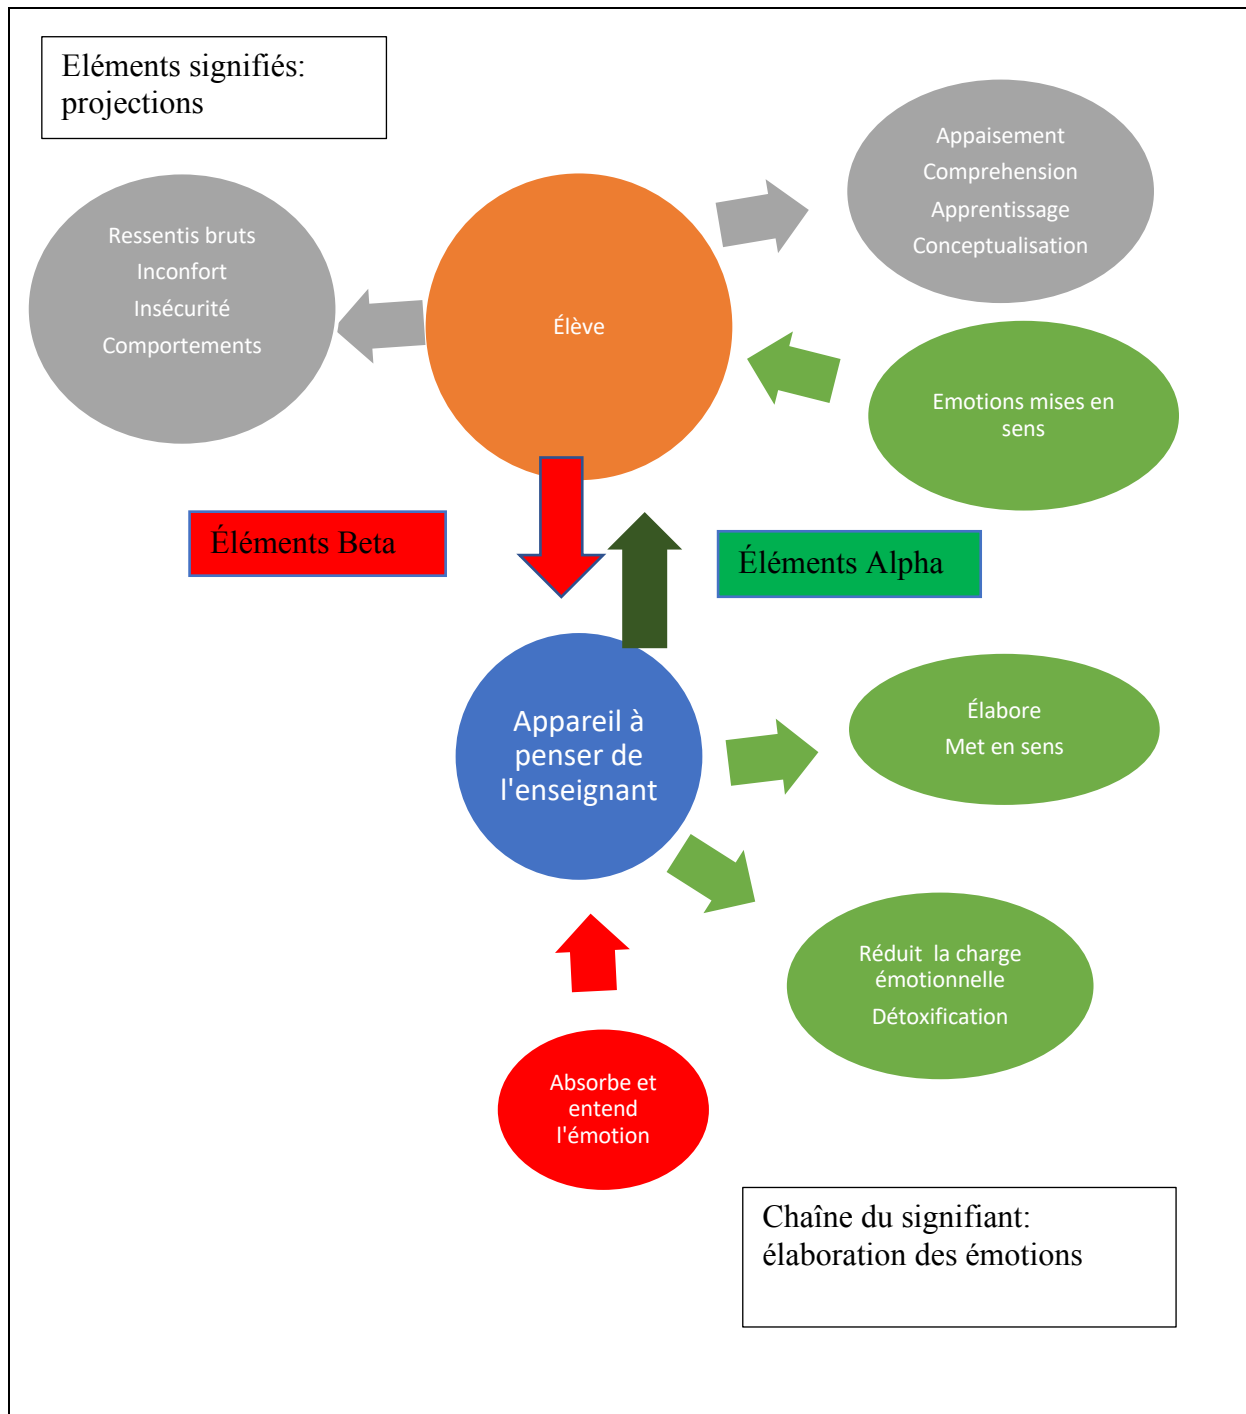 Eléments signifiés:
projections
Appaisement
Comprehension
Apprentissage
Conceptualisation
Ressentis bruts
Inconfort
Insécurité
Comportements
Élève
Emotions mises en
sens
Éléments Beta
Éléments Alpha
Appareil à
penser de
l'enseignant
Élabore
Met en sens
Réduit  la charge
émotionnelle
Détoxification
Absorbe et
entend
l'émotion
Chaîne du signifiant:
élaboration des émotions